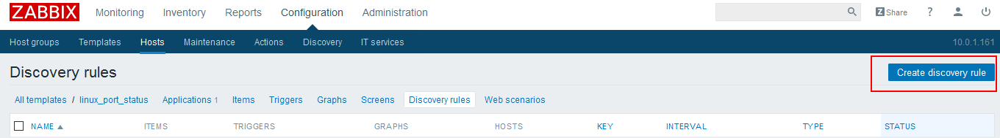 ZABBIX Monitoring Inventory Reports Configuration Administration Z Share ?
Host groups Templates Hosts Maintenance Actions Discovery IT services 10.0.1.161
Discovery rules Create discovery rule
All templates / linux_port_status Applications 1 Items Triggers Graphs Screens Discovery rules Web scenarios
NAME ITEMS TRIGGERS GRAPHS HOSTS KEY INTERVAL TYPE STATUS